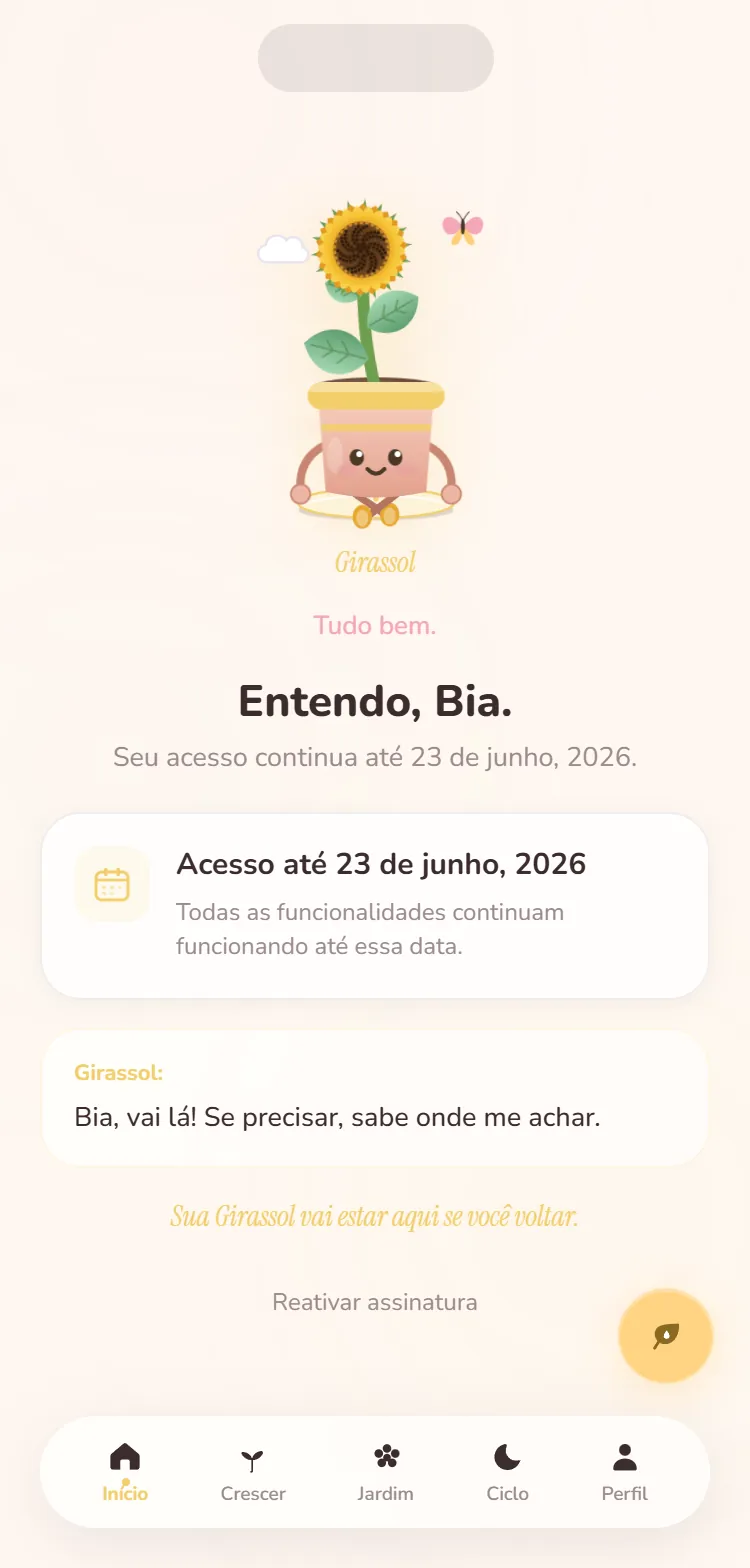 Girassol
Tudo bem.
Entendo, Bia.
Seu acesso continua até 23 de junho, 2026.
Acesso até 23 de junho, 2026
Todas as funcionalidades continuam
funcionando até essa data.
Girassol:
Bia, vai lá! Se precisar, sabe onde me achar.
Sua Girassol vai estar aqui se você voltar.
Reativar assinatura
Início
Crescer
Jardim
Ciclo
Perfil